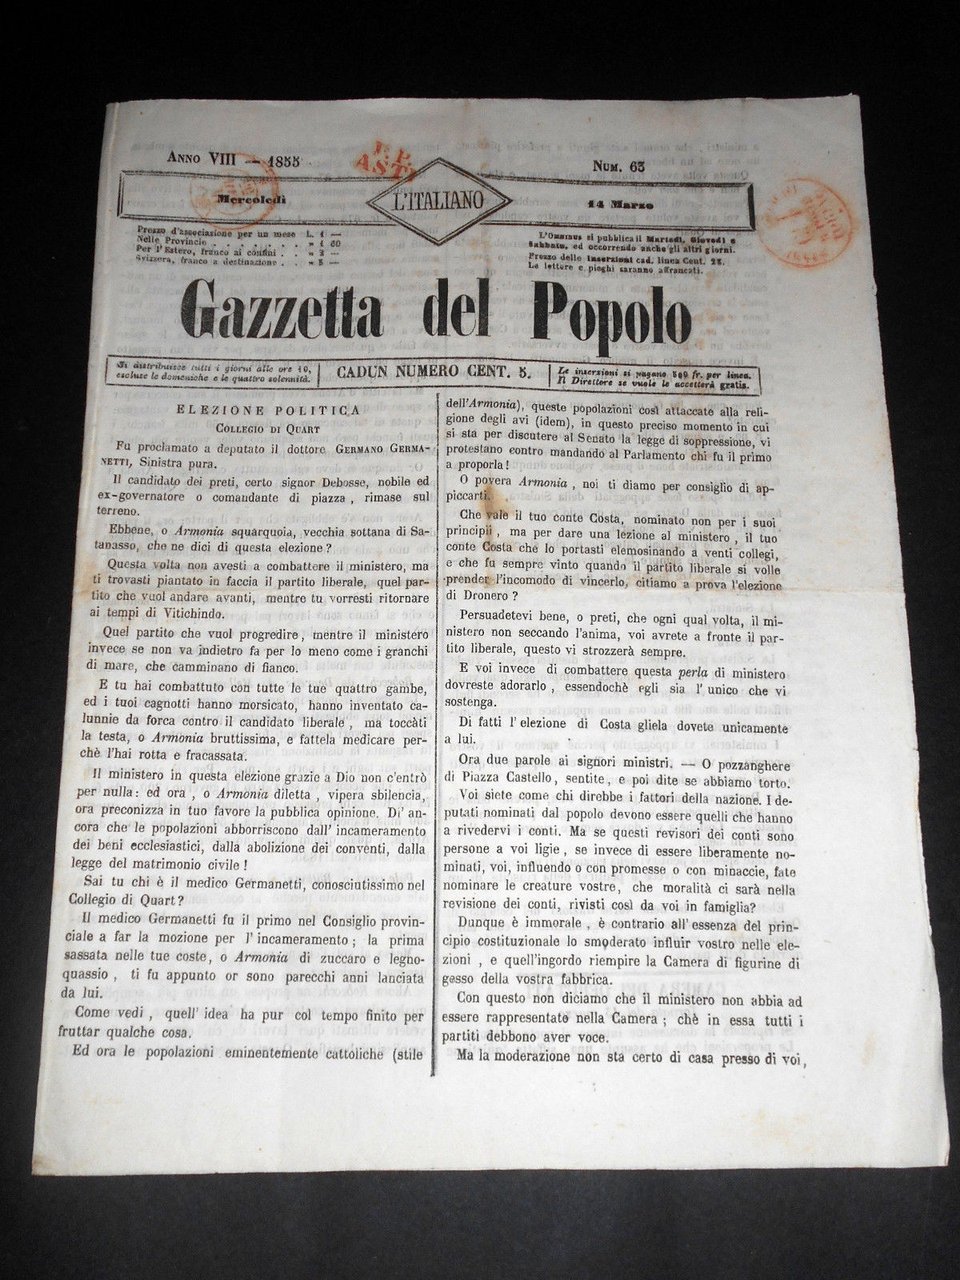 Anno VIII — 1855
P. P.
ASTI
Num. 63
Mercoledì
L'ITALIANO
14 Marzo
Prezzo d'associazione per un mese L. 1 —
Nelle Provincie . . . . . . . . » 1 60
Per l'Estero, franco ai confini . . » 3 —
Svizzera, franco a destinazione . . » 5 —
L'Omnibus si pubblica il Martedì, Giovedì e
Sabbato, ed occorrendo anche gli altri giorni.
Prezzo delle inserzioni cad. linea Cent. 25.
Le lettere e pieghi saranno affrancati.
Gazzetta del Popolo
Si distribuisce tutti i giorni alle ore 10,
escluse le domeniche e le quattro solennità.
CADUN NUMERO CENT. 5.
Le inserzioni si pagano 500 fr. per linea.
Il Direttore se vuole le accetterà gratis.
ELEZIONE POLITICA
Collegio di Quart
Fu proclamato a deputato il dottore Germano Germa-
netti, Sinistra pura.
Il candidato dei preti, certo signor Debosse, nobile ed
ex-governatore o comandante di piazza, rimase sul
terreno.
Ebbene, o Armonia squarquoia, vecchia sottana di Sa-
tanasso, che ne dici di questa elezione?
Questa volta non avesti a combattere il ministero, ma
ti trovasti piantato in faccia il partito liberale, quel par-
tito che vuol andare avanti, mentre tu vorresti ritornare
ai tempi di Vitichindo.
Quel partito che vuol progredire, mentre il ministero
invece se non va indietro fa per lo meno come i granchi
di mare, che camminano di fianco.
E tu hai combattuto con tutte le tue quattro gambe,
ed i tuoi cagnotti hanno morsicato, hanno inventato ca-
lunnie da forca contro il candidato liberale, ma toccàti
la testa, o Armonia bruttissima, e fattela medicare per-
chè l'hai rotta e fracassata.
Il ministero in questa elezione grazie a Dio non c'entrò
per nulla: ed ora, o Armonia diletta, vipera sbilencia,
ora preconizza in tuo favore la pubblica opinione. Di' an-
cora che le popolazioni abborriscono dall' incameramento
dei beni ecclesiastici, dalla abolizione dei conventi, dalla
legge del matrimonio civile!
Sai tu chi è il medico Germanetti, conosciutissimo nel
Collegio di Quart?
Il medico Germanetti fu il primo nel Consiglio provin-
ciale a far la mozione per l' incameramento; la prima
sassata nelle tue coste, o Armonia di zuccaro e legno-
quassio, ti fu appunto or sono parecchi anni lanciata
da lui.
Come vedi, quell' idea ha pur col tempo finito per
fruttar qualche cosa.
Ed ora le popolazioni eminentemente cattoliche (stile
dell'Armonia), queste popolazioni così attaccate alla reli-
gione degli avi (idem), in questo preciso momento in cui
si sta per discutere al Senato la legge di soppressione, vi
protestano contro mandando al Parlamento chi fu il primo
a proporla!
O povera Armonia, noi ti diamo per consiglio di ap-
piccarti.
Che vale il tuo conte Costa, nominato non per i suoi
principii, ma per dare una lezione al ministero, il tuo
conte Costa che lo portasti elemosinando a venti collegi,
e che fu sempre vinto quando il partito liberale si volle
prender l'incomodo di vincerlo, citiamo a prova l'elezione
di Dronero?
Persuadetevi bene, o preti, che ogni qual volta, il mi-
nistero non seccando l'anima, voi avrete a fronte il par-
tito liberale, questo vi strozzerà sempre.
E voi invece di combattere questa perla di ministero
dovreste adorarlo, essendochè egli sia l' unico che vi
sostenga.
Di fatti l' elezione di Costa gliela dovete unicamente
a lui.
Ora due parole ai signori ministri. — O pozzanghere
di Piazza Castello, sentite, e poi dite se abbiamo torto.
Voi siete come chi direbbe i fattori della nazione. I de-
putati nominati dal popolo devono essere quelli che hanno
a rivedervi i conti. Ma se questi revisori dei conti sono
persone a voi ligie, se invece di essere liberamente no-
minati, voi, influendo o con promesse o con minaccie, fate
nominare le creature vostre, che moralità ci sarà nella
revisione dei conti, rivisti così da voi in famiglia?
Dunque è immorale, è contrario all' essenza del prin-
cipio costituzionale lo smoderato influir vostro nelle ele-
zioni, e quell'ingordo riempire la Camera di figurine di
gesso della vostra fabbrica.
Con questo non diciamo che il ministero non abbia ad
essere rappresentato nella Camera; chè in essa tutti i
partiti debbono aver voce.
Ma la moderazione non sta certo di casa presso di voi,